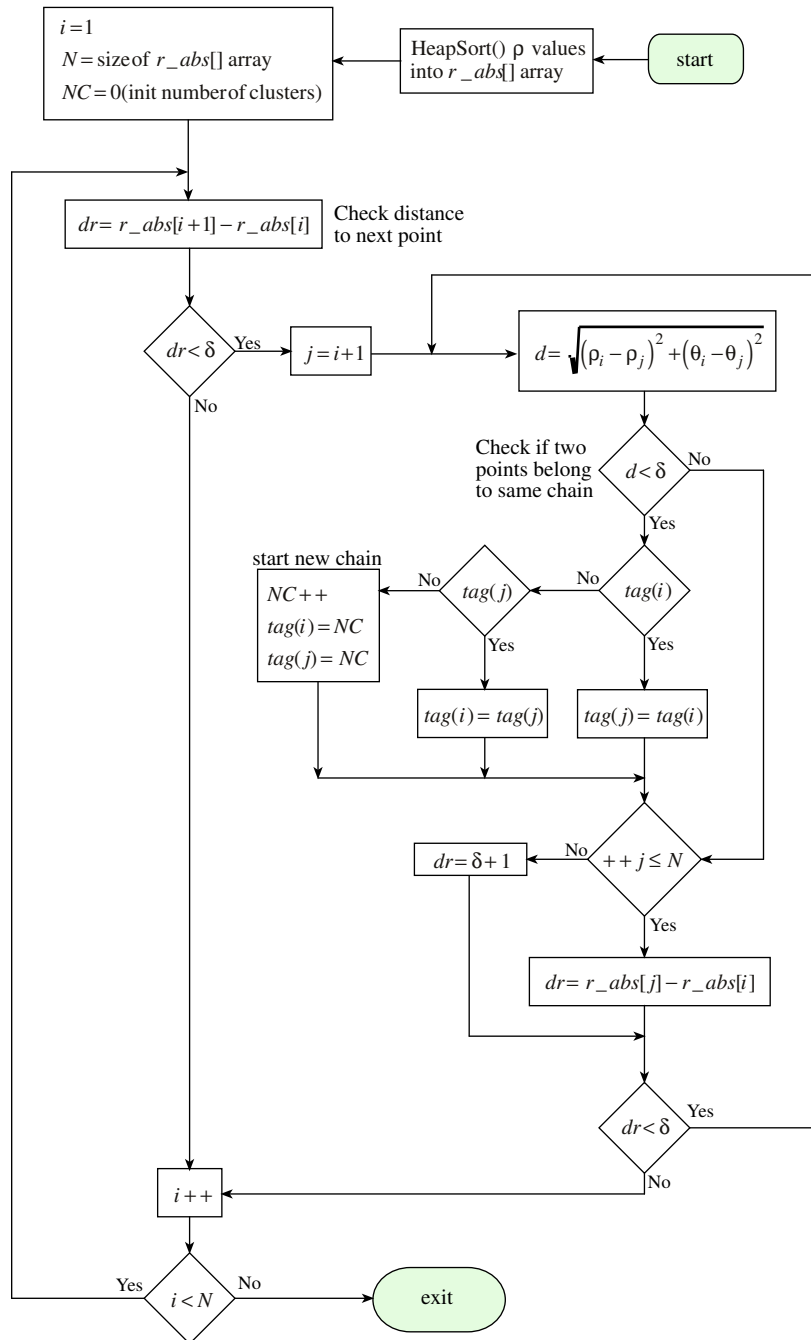 i=1
N=size of r_abs[] array
NC=0(init number of clusters)
HeapSort() ρ values
into r_abs[] array
start
dr= r_abs[i+1]−r_abs[i]
Check distance
to next point
dr<δ
Yes
No
j=i+1
d=√(ρi−ρj)²+(θi−θj)²
Check if two
points belong
to same chain
d<δ
No
Yes
start new chain
NC++
tag(i)=NC
tag(j)=NC
No
tag(j)
Yes
No
tag(i)
Yes
tag(i)=tag(j)
tag(j)=tag(i)
dr=δ+1
No
++j≤N
Yes
dr= r_abs[j]−r_abs[i]
dr<δ
Yes
No
i++
Yes
i<N
No
exit